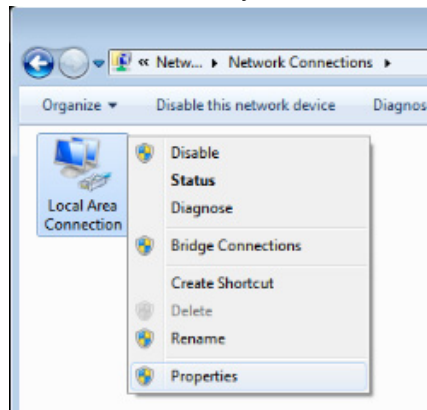 « Netw... ▸ Network Connections ▸
Organize ▾ Disable this network device Diagnos
Local Area
Connection
Disable
Status
Diagnose
Bridge Connections
Create Shortcut
Delete
Rename
Properties